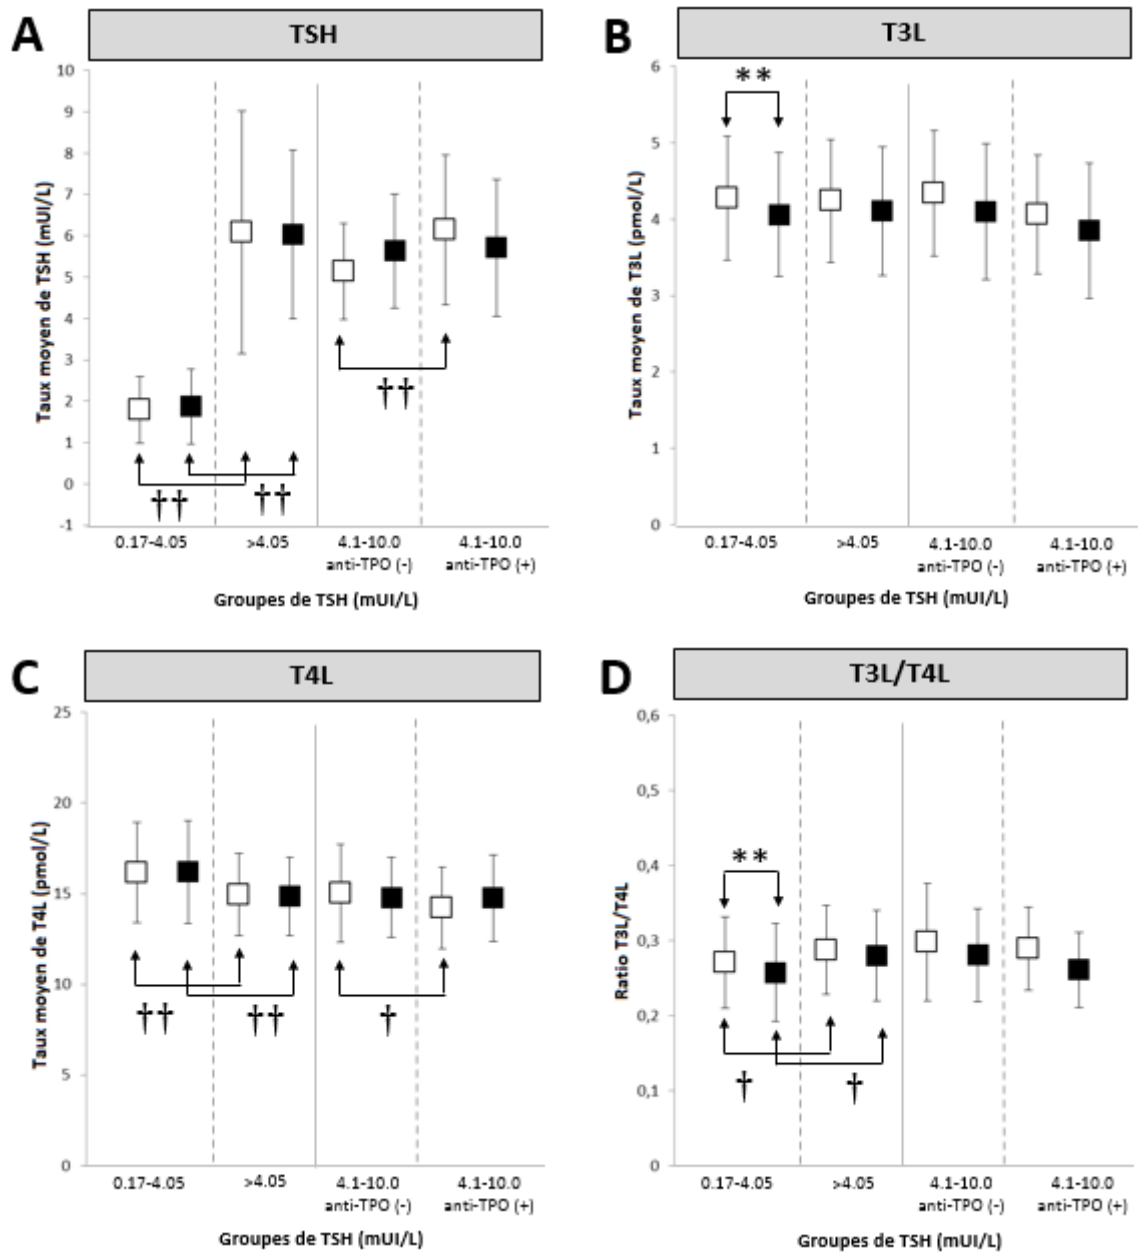 A
TSH
Taux moyen de TSH (mUI/L)
10
9
8
7
6
5
4
3
2
1
0
-1
††
††
††
0.17-4.05
>4.05
4.1-10.0
anti-TPO (-)
4.1-10.0
anti-TPO (+)
Groupes de TSH (mUI/L)
B
T3L
Taux moyen de T3L (pmol/L)
6
5
4
3
2
1
0
**
0.17-4.05
>4.05
4.1-10.0
anti-TPO (-)
4.1-10.0
anti-TPO (+)
Groupes de TSH (mUI/L)
C
T4L
Taux moyen de T4L (pmol/L)
25
20
15
10
5
0
††
††
†
0.17-4.05
>4.05
4.1-10.0
anti-TPO (-)
4.1-10.0
anti-TPO (+)
Groupes de TSH (mUI/L)
D
T3L/T4L
Ratio T3L/T4L
0,6
0,5
0,4
0,3
0,2
0,1
0
**
†
†
0.17-4.05
>4.05
4.1-10.0
anti-TPO (-)
4.1-10.0
anti-TPO (+)
Groupes de TSH (mUI/L)